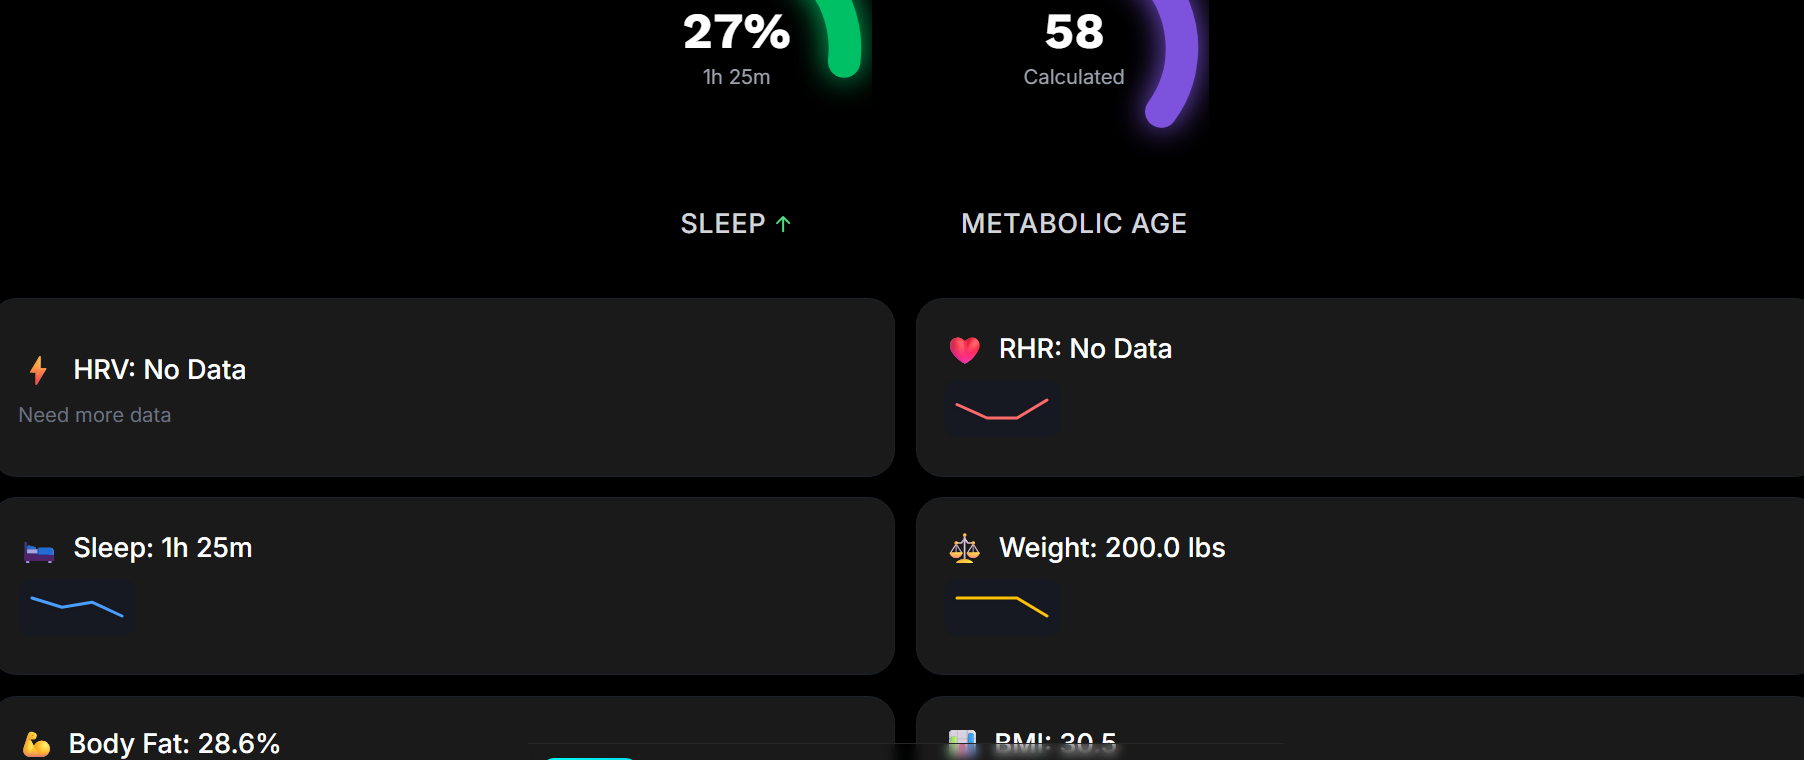 27%
1h 25m
58
Calculated
SLEEP ↑
METABOLIC AGE
HRV: No Data
Need more data
RHR: No Data
Sleep: 1h 25m
Weight: 200.0 lbs
Body Fat: 28.6%
BMI: 30.5